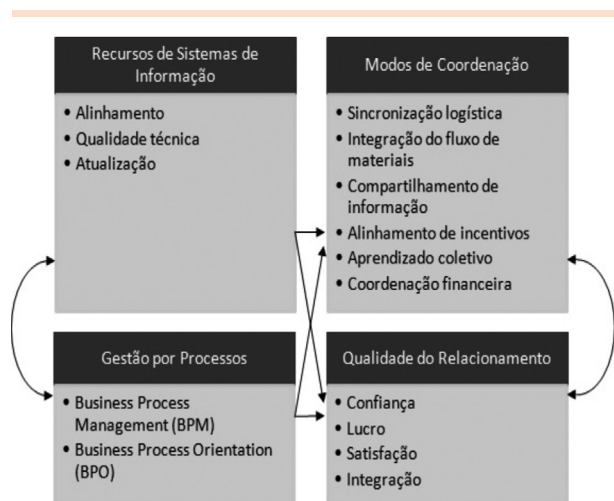 Recursos de Sistemas de
Informação
• Alinhamento
• Qualidade técnica
• Atualização
Modos de Coordenação
• Sincronização logística
• Integração do fluxo de
materiais
• Compartilhamento de
informação
• Alinhamento de incentivos
• Aprendizado coletivo
• Coordenação financeira
Gestão por Processos
• Business Process
Management (BPM)
• Business Process Orientation
(BPO)
Qualidade do Relacionamento
• Confiança
• Lucro
• Satisfação
• Integração